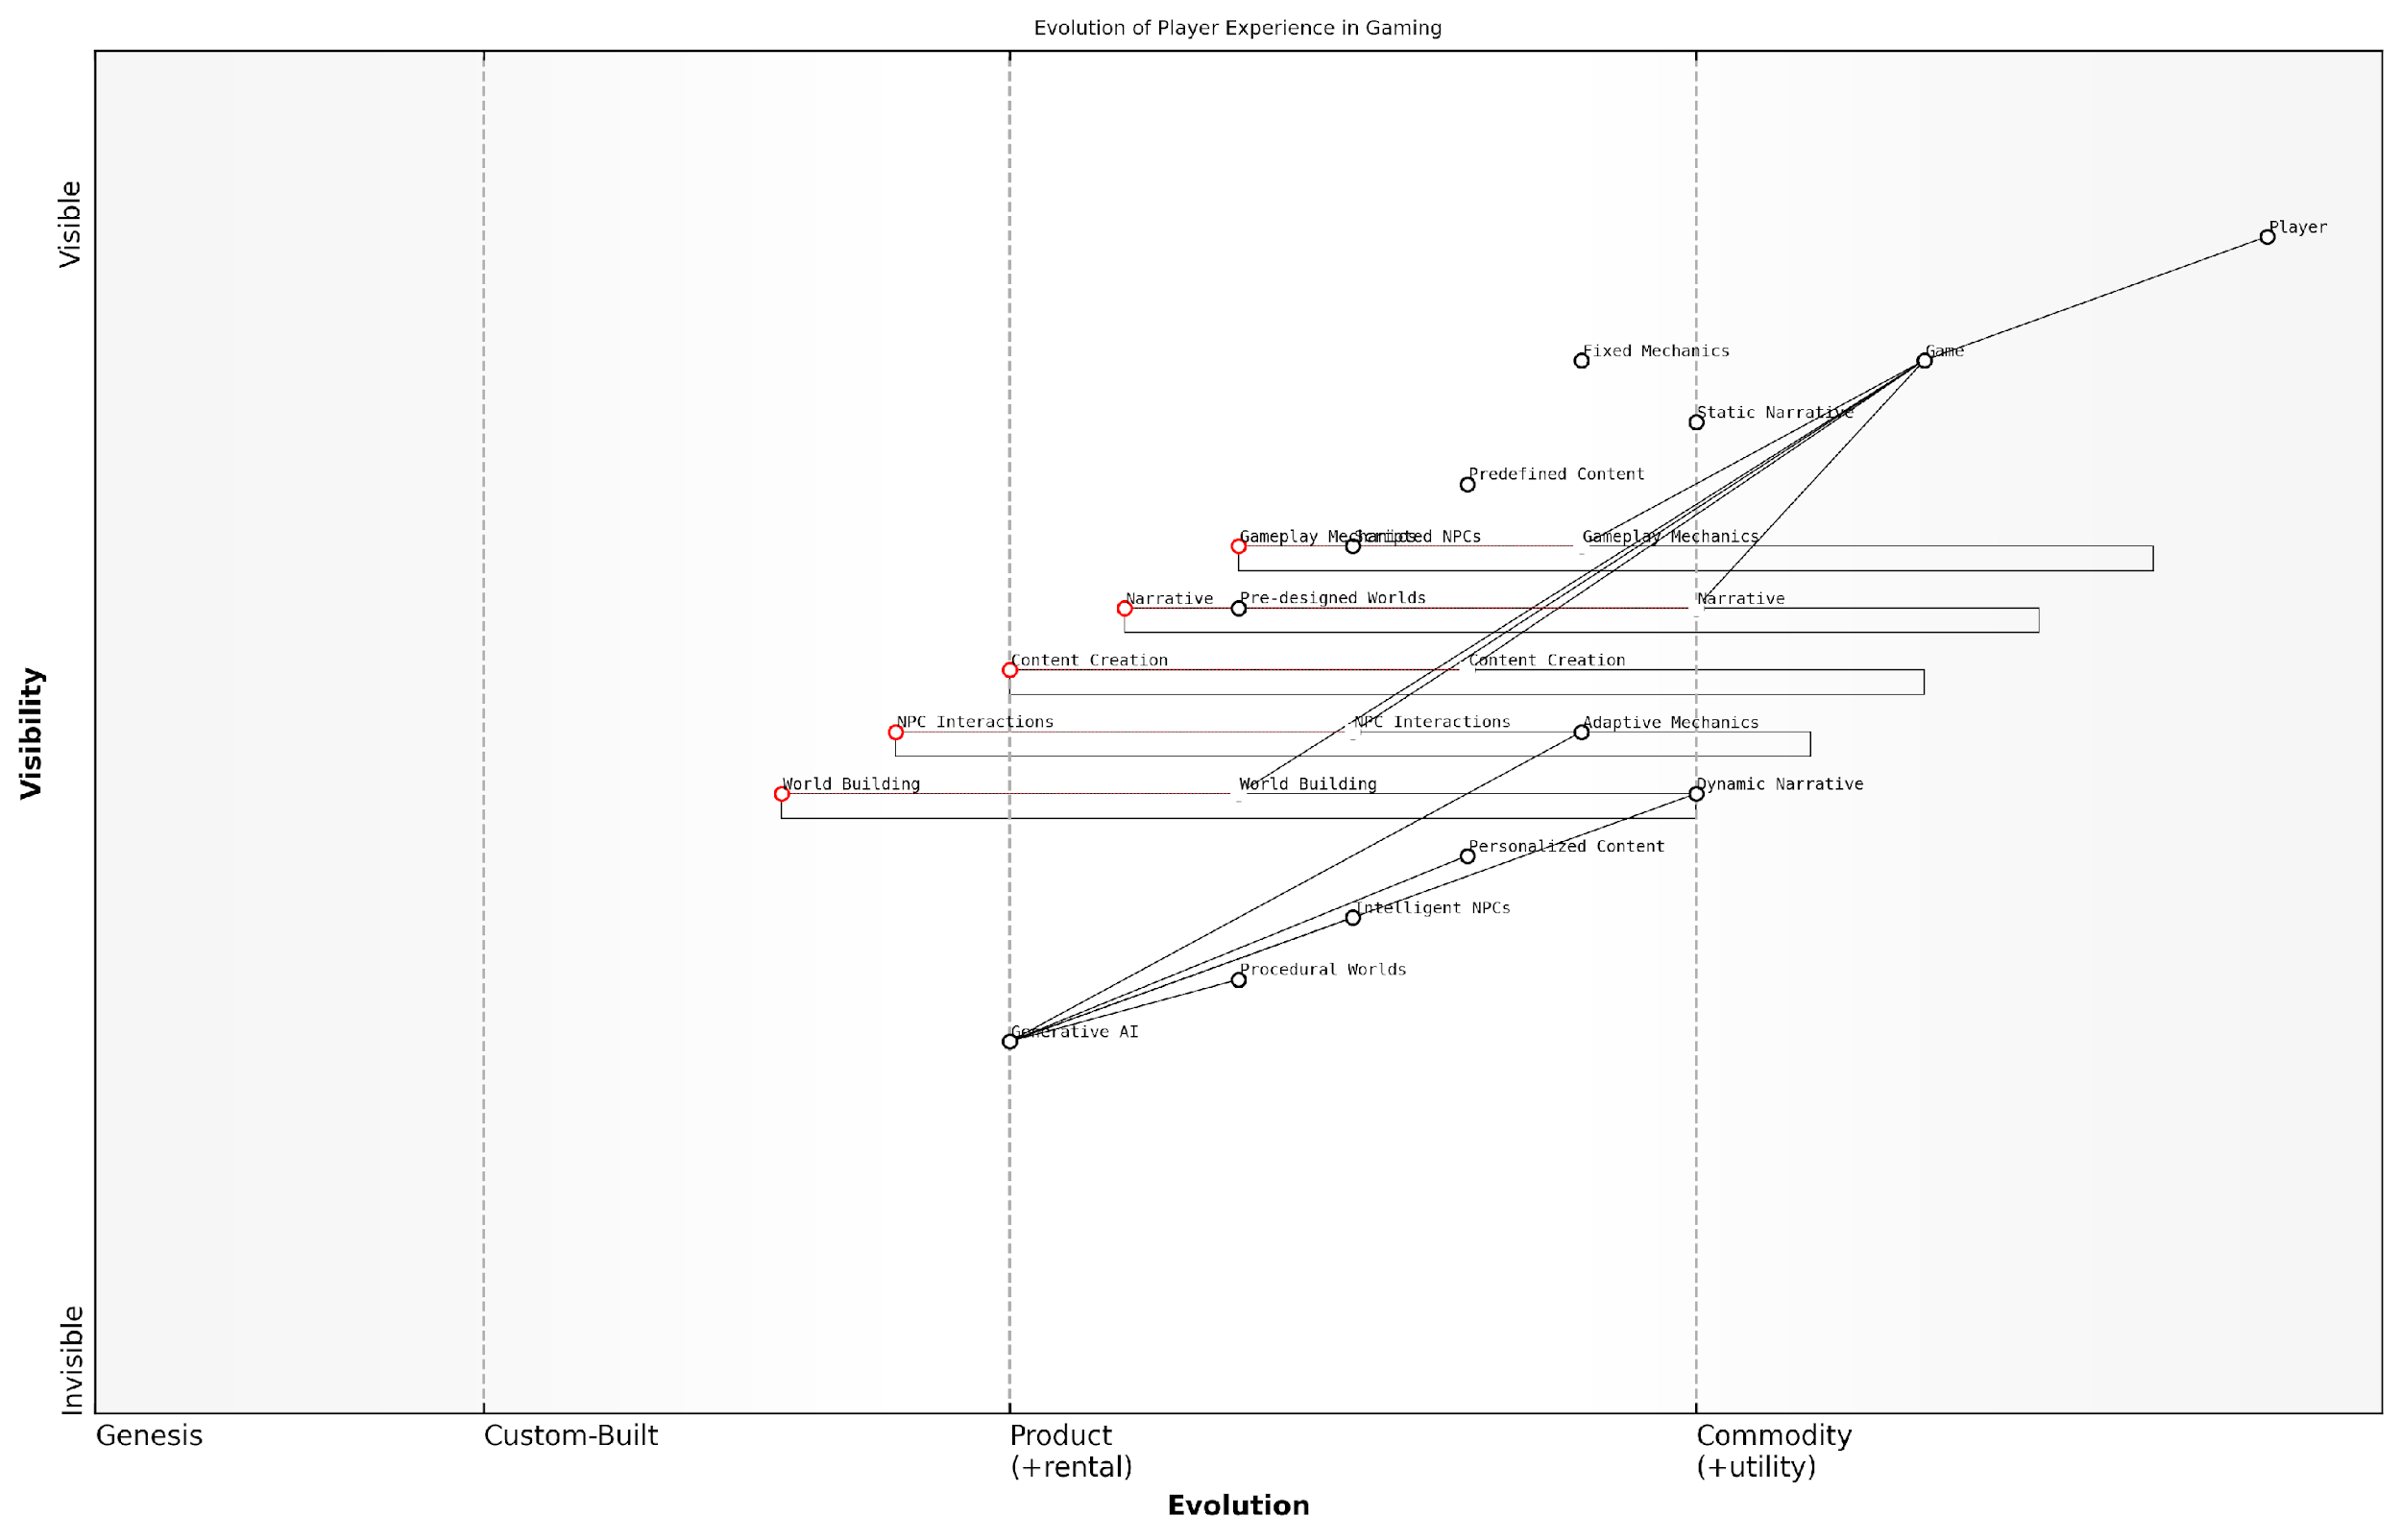 Evolution of Player Experience in Gaming
Visible
Player
Fixed Mechanics
Game
Static Narrative
Predefined Content
Gameplay Mechanics
Scripted NPCs
Gameplay Mechanics
Narrative
Pre-designed Worlds
Narrative
Content Creation
Content Creation
NPC Interactions
NPC Interactions
Adaptive Mechanics
World Building
World Building
Dynamic Narrative
Personalized Content
Intelligent NPCs
Procedural Worlds
Generative AI
Visibility
Invisible
Genesis
Custom-Built
Product
(+rental)
Commodity
(+utility)
Evolution